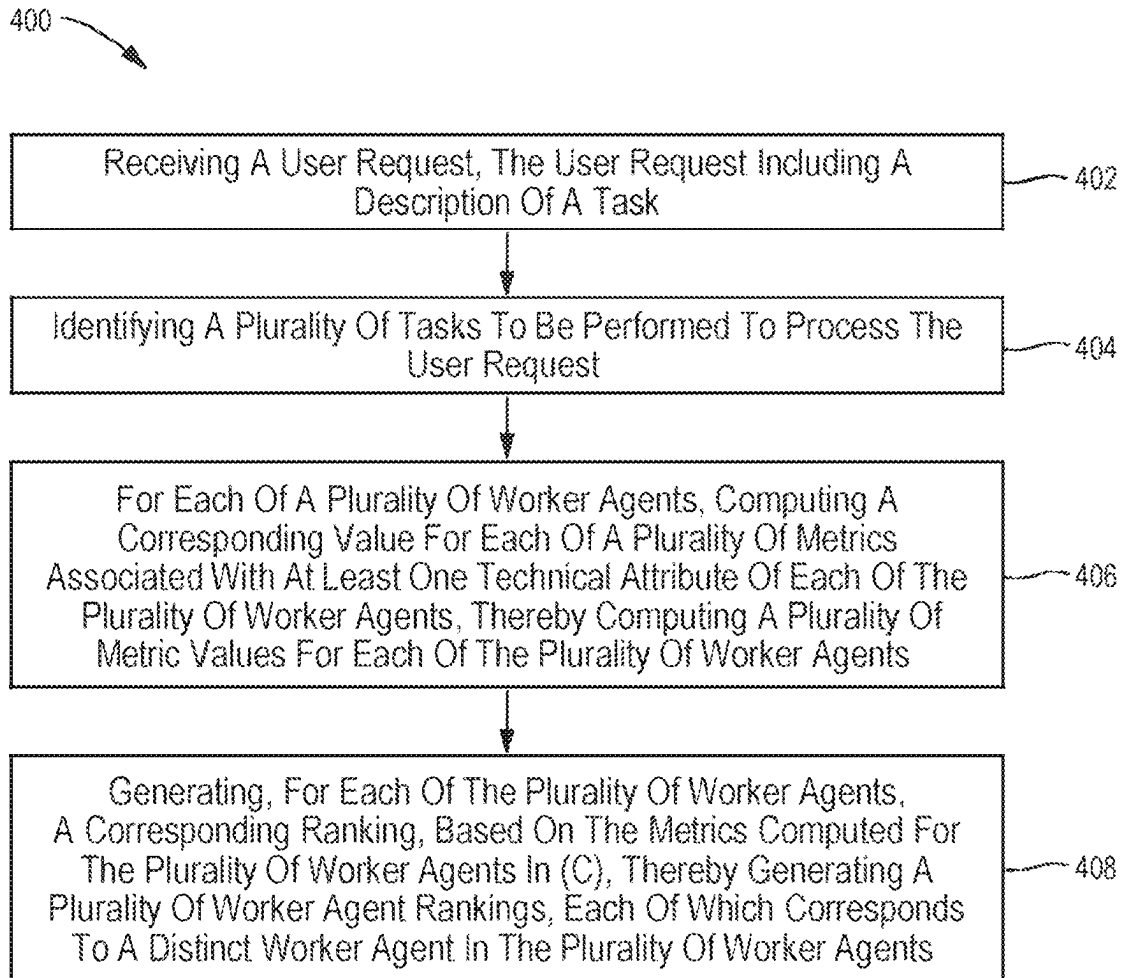 400
Receiving A User Request, The User Request Including A
Description Of A Task
402
Identifying A Plurality Of Tasks To Be Performed To Process The
User Request
404
For Each Of A Plurality Of Worker Agents, Computing A
Corresponding Value For Each Of A Plurality Of Metrics
Associated With At Least One Technical Attribute Of Each Of The
Plurality Of Worker Agents, Thereby Computing A Plurality Of
Metric Values For Each Of The Plurality Of Worker Agents
406
Generating, For Each Of The Plurality Of Worker Agents,
A Corresponding Ranking, Based On The Metrics Computed For
The Plurality Of Worker Agents In (C), Thereby Generating A
Plurality Of Worker Agent Rankings, Each Of Which Corresponds
To A Distinct Worker Agent In The Plurality Of Worker Agents
408